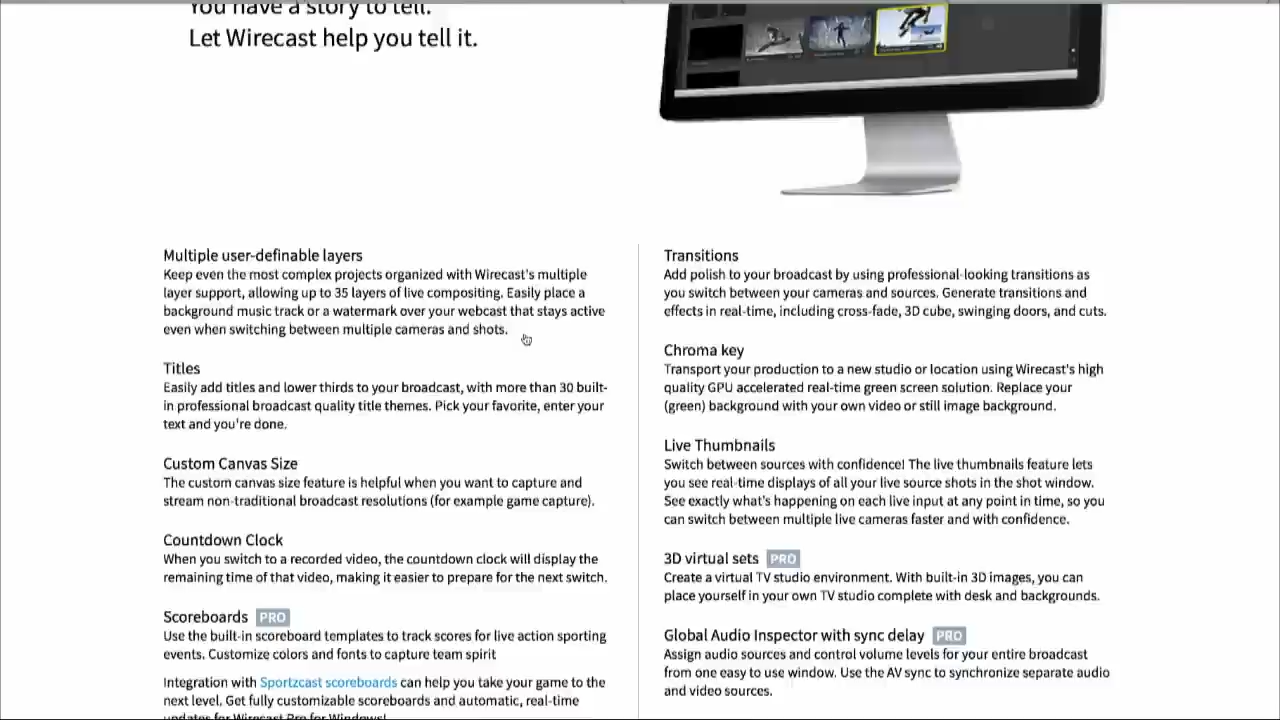 You have a story to tell.
Let Wirecast help you tell it.
Multiple user-definable layers
Keep even the most complex projects organized with Wirecast's multiple
layer support, allowing up to 35 layers of live compositing. Easily place a
background music track or a watermark over your webcast that stays active
even when switching between multiple cameras and shots.
Titles
Easily add titles and lower thirds to your broadcast, with more than 30 built-
in professional broadcast quality title themes. Pick your favorite, enter your
text and you're done.
Custom Canvas Size
The custom canvas size feature is helpful when you want to capture and
stream non-traditional broadcast resolutions (for example game capture).
Countdown Clock
When you switch to a recorded video, the countdown clock will display the
remaining time of that video, making it easier to prepare for the next switch.
Scoreboards PRO
Use the built-in scoreboard templates to track scores for live action sporting
events. Customize colors and fonts to capture team spirit
Integration with Sportzcast scoreboards can help you take your game to the
next level. Get fully customizable scoreboards and automatic, real-time
updates for Wirecast Pro for Windows!
Transitions
Add polish to your broadcast by using professional-looking transitions as
you switch between your cameras and sources. Generate transitions and
effects in real-time, including cross-fade, 3D cube, swinging doors, and cuts.
Chroma key
Transport your production to a new studio or location using Wirecast's high
quality GPU accelerated real-time green screen solution. Replace your
(green) background with your own video or still image background.
Live Thumbnails
Switch between sources with confidence! The live thumbnails feature lets
you see real-time displays of all your live source shots in the shot window.
See exactly what's happening on each live input at any point in time, so you
can switch between multiple live cameras faster and with confidence.
3D virtual sets PRO
Create a virtual TV studio environment. With built-in 3D images, you can
place yourself in your own TV studio complete with desk and backgrounds.
Global Audio Inspector with sync delay PRO
Assign audio sources and control volume levels for your entire broadcast
from one easy to use window. Use the AV sync to synchronize separate audio
and video sources.